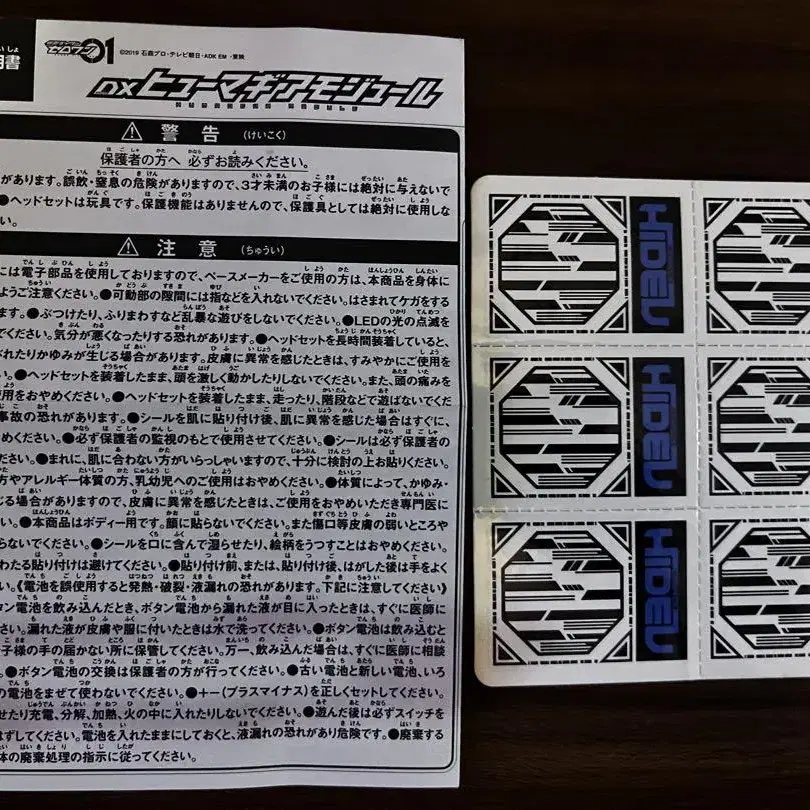 明書
いしょ
ゼロワン01 ©2019 石森プロ・テレビ朝日・ADK EM・東映
DXヒューマギアモジュール
⚠ 警告 (けいこく)
保護者の方へ 必ずお読みください。
があります。誤飲・窒息の危険がありますので、3才未満のお子様には絶対に与えないで
●ヘッドセットは玩具です。保護機能はありませんので、保護具としては絶対に使用しな
い。
⚠ 注意 (ちゅうい)
には電子部品を使用しておりますので、ペースメーカーをご使用の方は、本商品を身体に
ようご注意ください。●可動部の隙間には指などを入れないでください。はさまれてケガをする
ます。●ぶつけたり、ふりまわすなど乱暴な遊びをしないでください。●LEDの光の点滅を
でください。気分が悪くなったりする恐れがあります。●ヘッドセットを長時間装着していると、
ぶれたりかゆみが生じる場合があります。皮膚に異常を感じたときは、すみやかにご使用を
い。●ヘッドセットを装着したまま、頭を激しく動かしたりしないでください。また、頭の痛みを
使用をおやめください。●ヘッドセットを装着したまま、走ったり、階段などで遊ばないでくだ
事故の恐れがあります。●シールを肌に貼り付け後、肌に異常を感じた場合はすぐに、
めください。●必ず保護者の監視のもとで使用させてください。●シールは必ず保護者の
●まれに、肌に合わない方がいらっしゃいますので、十分に検討の上お貼りください。
方やアレルギー体質の方、乳幼児へのご使用はおやめください。●体質によって、かゆみ・
じる場合がありますので、皮膚に異常を感じたときは、ご使用をおやめいただき専門医に
い。●本商品はボディー用です。顔に貼らないでください。また傷口等皮膚の弱いところや
らないでください。●シールを口に含んで湿らせたり、絵柄をうつすことはおやめください。
わたる貼り付けは避けてください。●貼り付け前、または、貼り付け後、はがした後は手をよく
い。《電池を誤使用すると発熱・破裂・液漏れの恐れがあります。下記に注意してください》
タン電池を飲み込んだとき、ボタン電池から漏れた液が目に入ったときは、すぐに医師に
い。漏れた液が皮膚や服に付いたときは水で洗ってください。●ボタン電池は飲み込むと
子様の手の届かない所に保管してください。万一、飲み込んだ場合は、すぐに医師に相談
●ボタン電池の交換は保護者の方が行ってください。●古い電池と新しい電池、いろ
の電池をまぜて使わないでください。●+−(プラスマイナス)を正しくセットしてください。
せたり充電、分解、加熱、火の中に入れたりしないでください。●遊んだ後は必ずスイッチを
はずしてください。電池を入れたままにしておくと、液漏れの恐れがあり危険です。●廃棄する
体の廃棄処理の指示に従ってください。
HIDEN
HIDEN
HIDEN